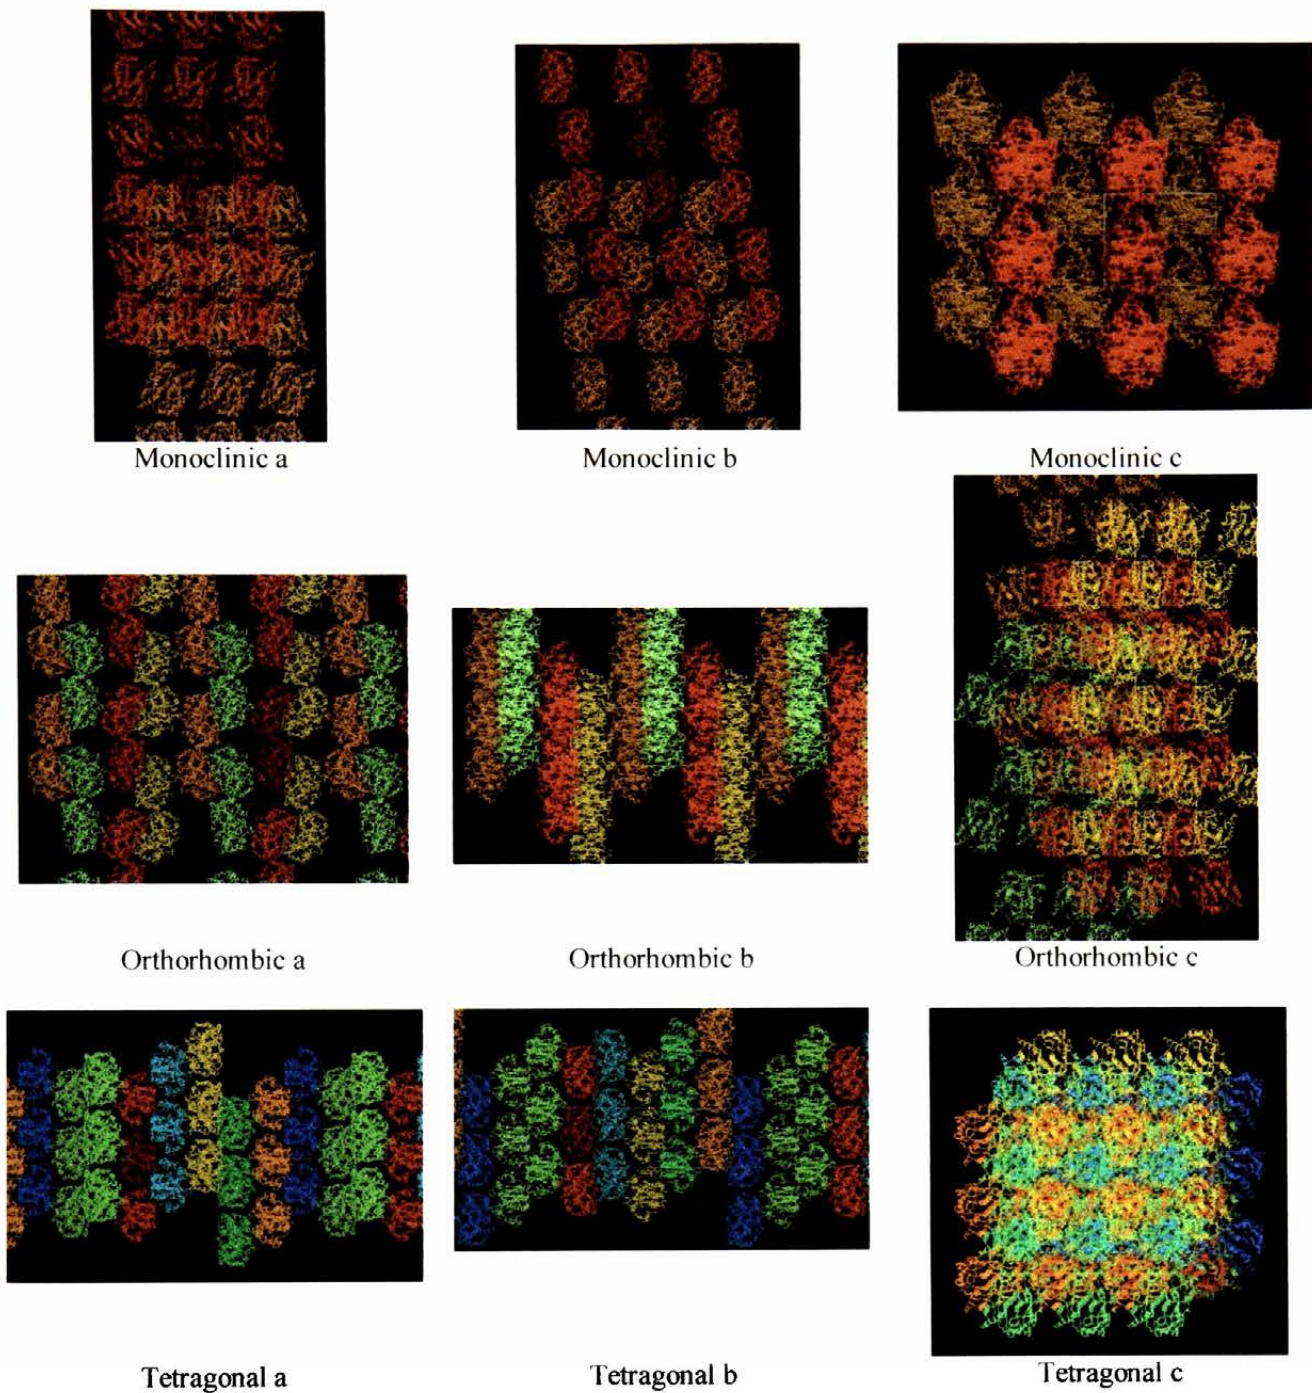 Monoclinic a
Monoclinic b
Monoclinic c
Orthorhombic a
Orthorhombic b
Orthorhombic c
Tetragonal a
Tetragonal b
Tetragonal c